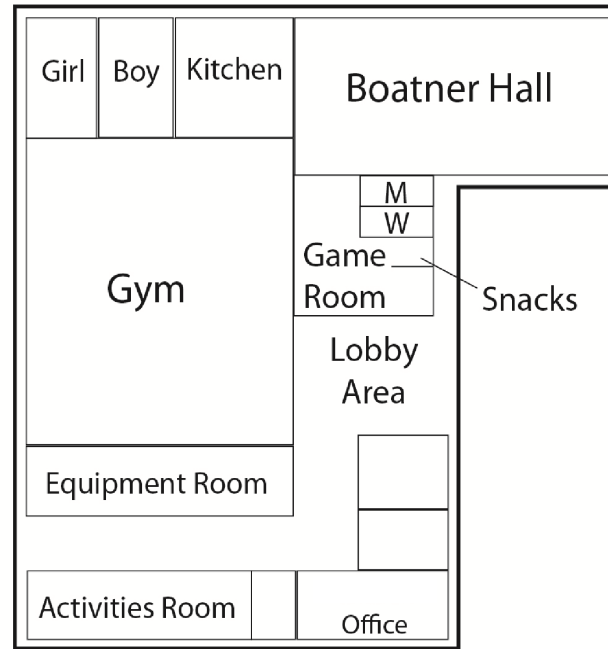 Girl
Boy
Kitchen
Boatner Hall
M
W
Gym
Game
Room
Snacks
Lobby
Area
Equipment Room
Activities Room
Office